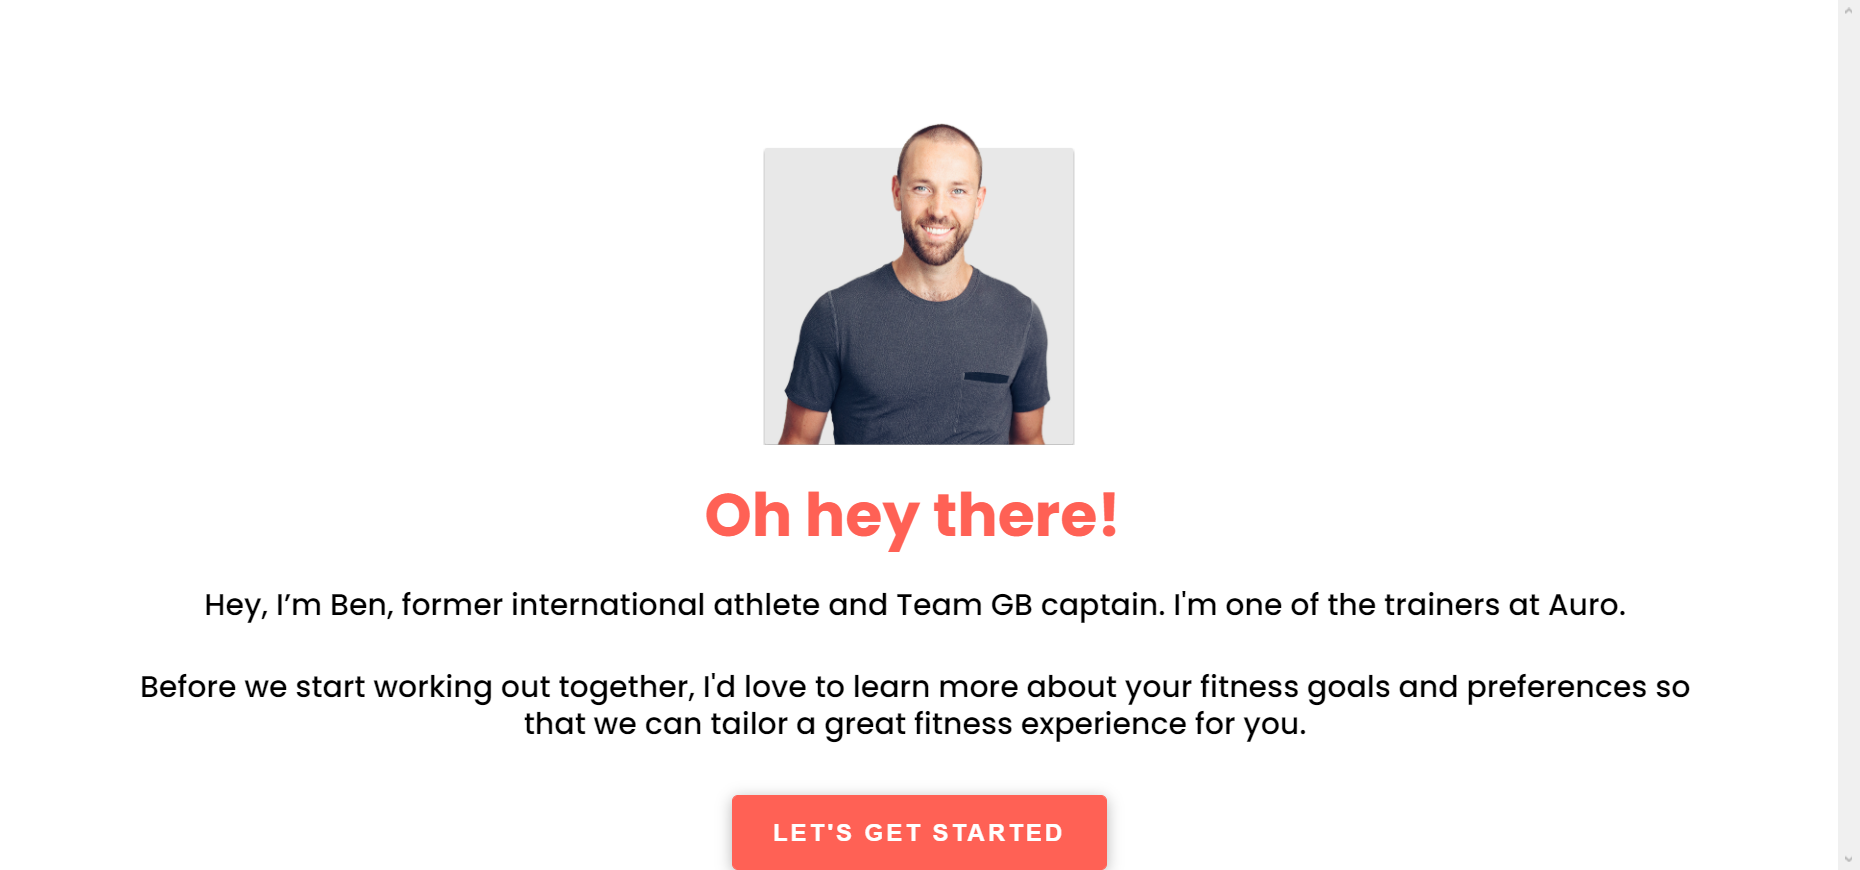 Oh hey there!
Hey, I’m Ben, former international athlete and Team GB captain. I'm one of the trainers at Auro.
Before we start working out together, I'd love to learn more about your fitness goals and preferences so
that we can tailor a great fitness experience for you.
LET'S GET STARTED